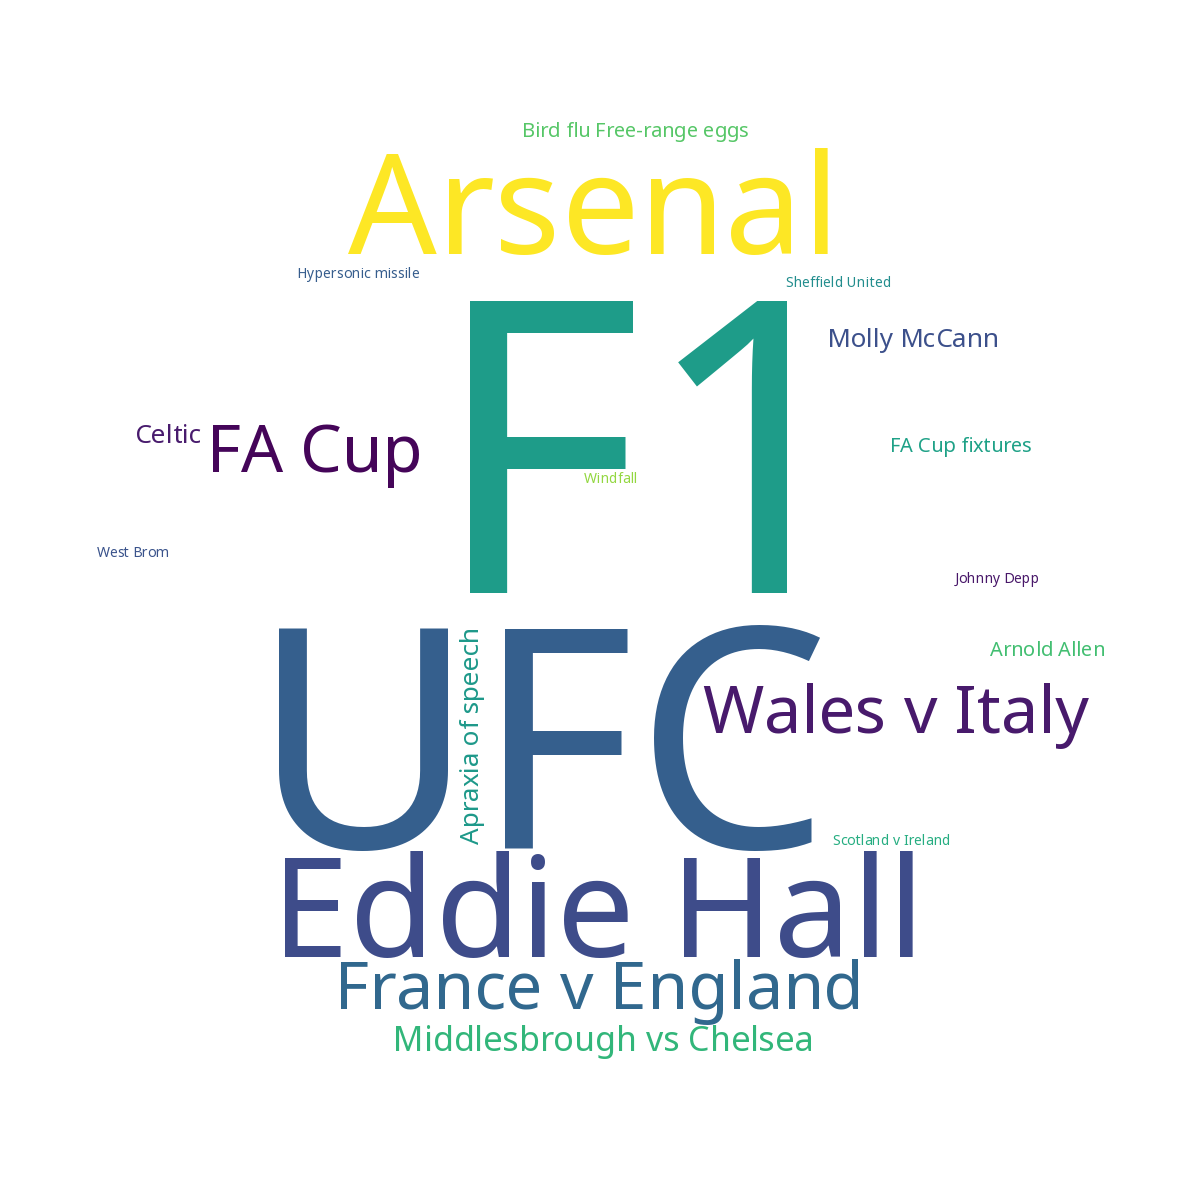 Bird flu Free-range eggs
Arsenal
Hypersonic missile
Sheffield United
F1
Molly McCann
Celtic
FA Cup
FA Cup fixtures
Windfall
West Brom
Johnny Depp
UFC
Apraxia of speech
Arnold Allen
Wales v Italy
Scotland v Ireland
Eddie Hall
France v England
Middlesbrough vs Chelsea